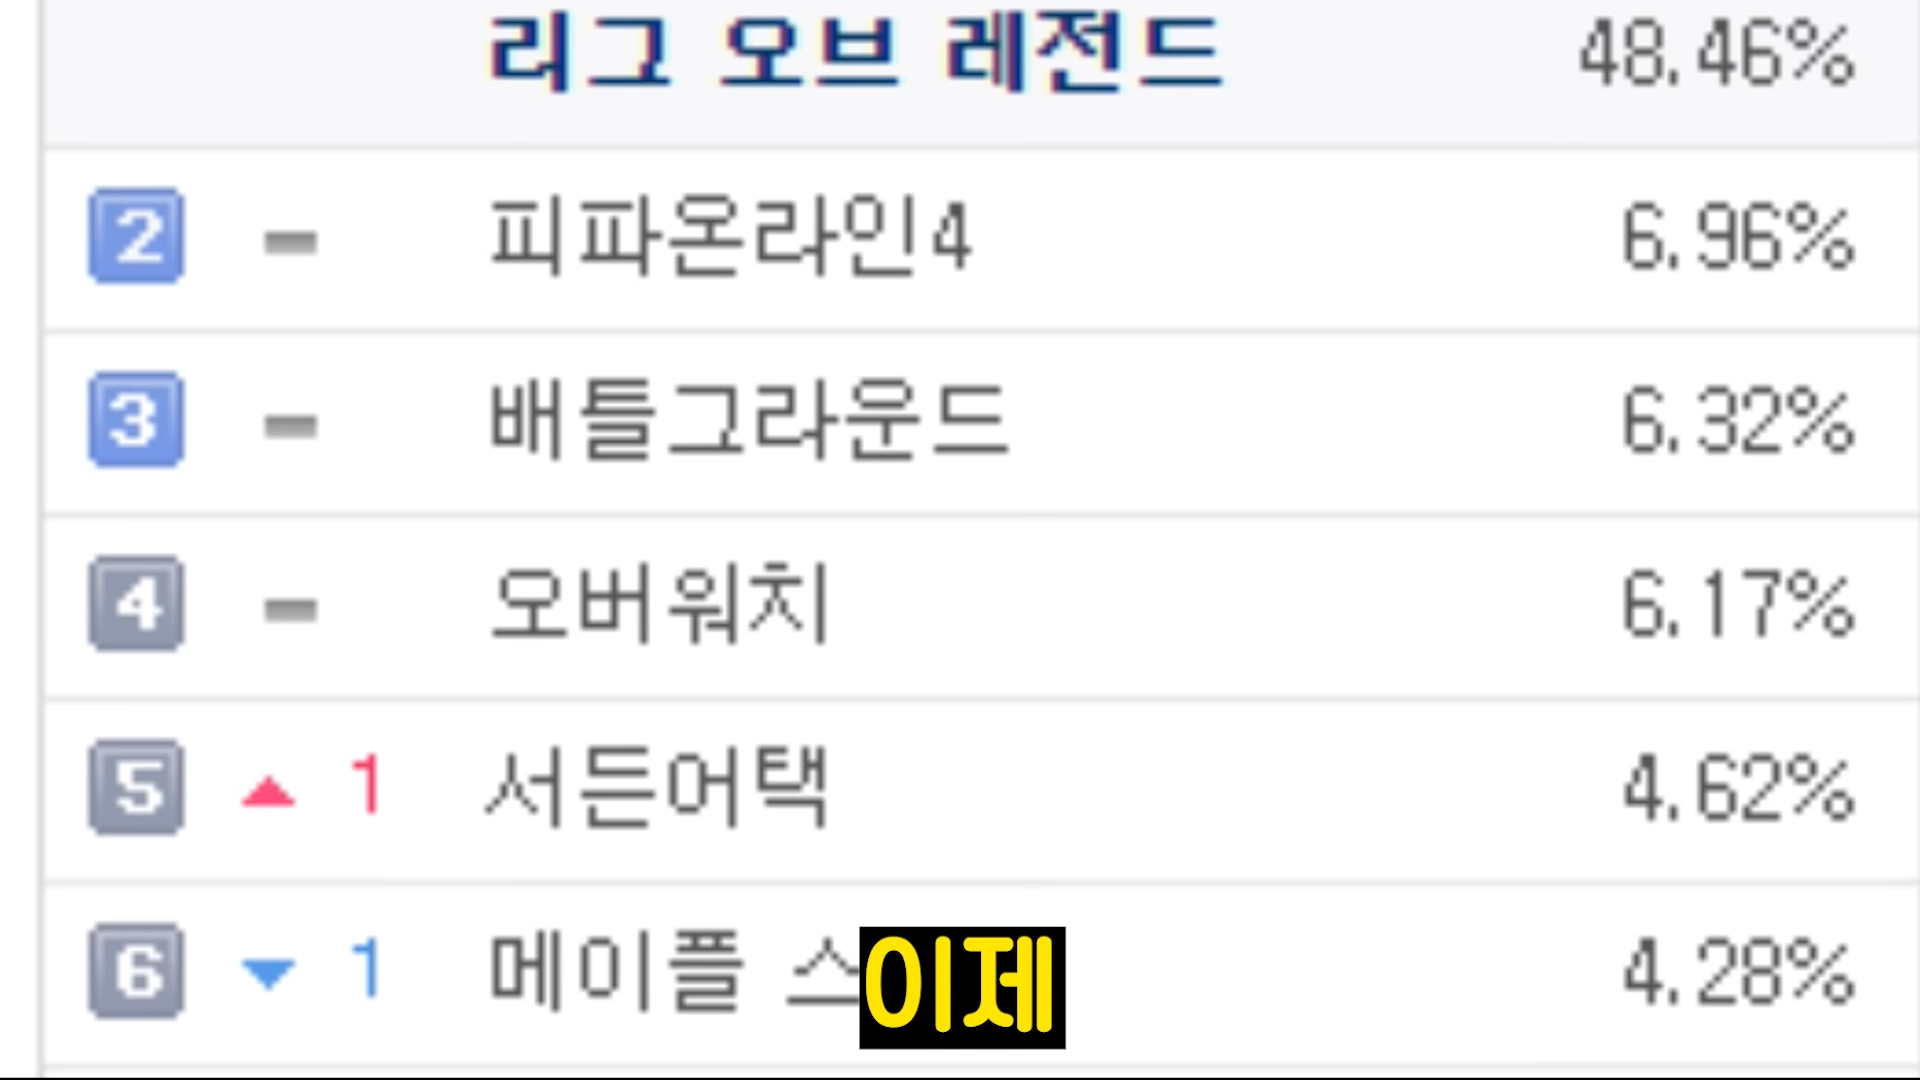 리그 오브 레전드 48.46%
2 피파온라인4 6.96%
3 배틀그라운드 6.32%
4 오버워치 6.17%
5 1 서든어택 4.62%
6 1 메이플 스 4.28%
이제